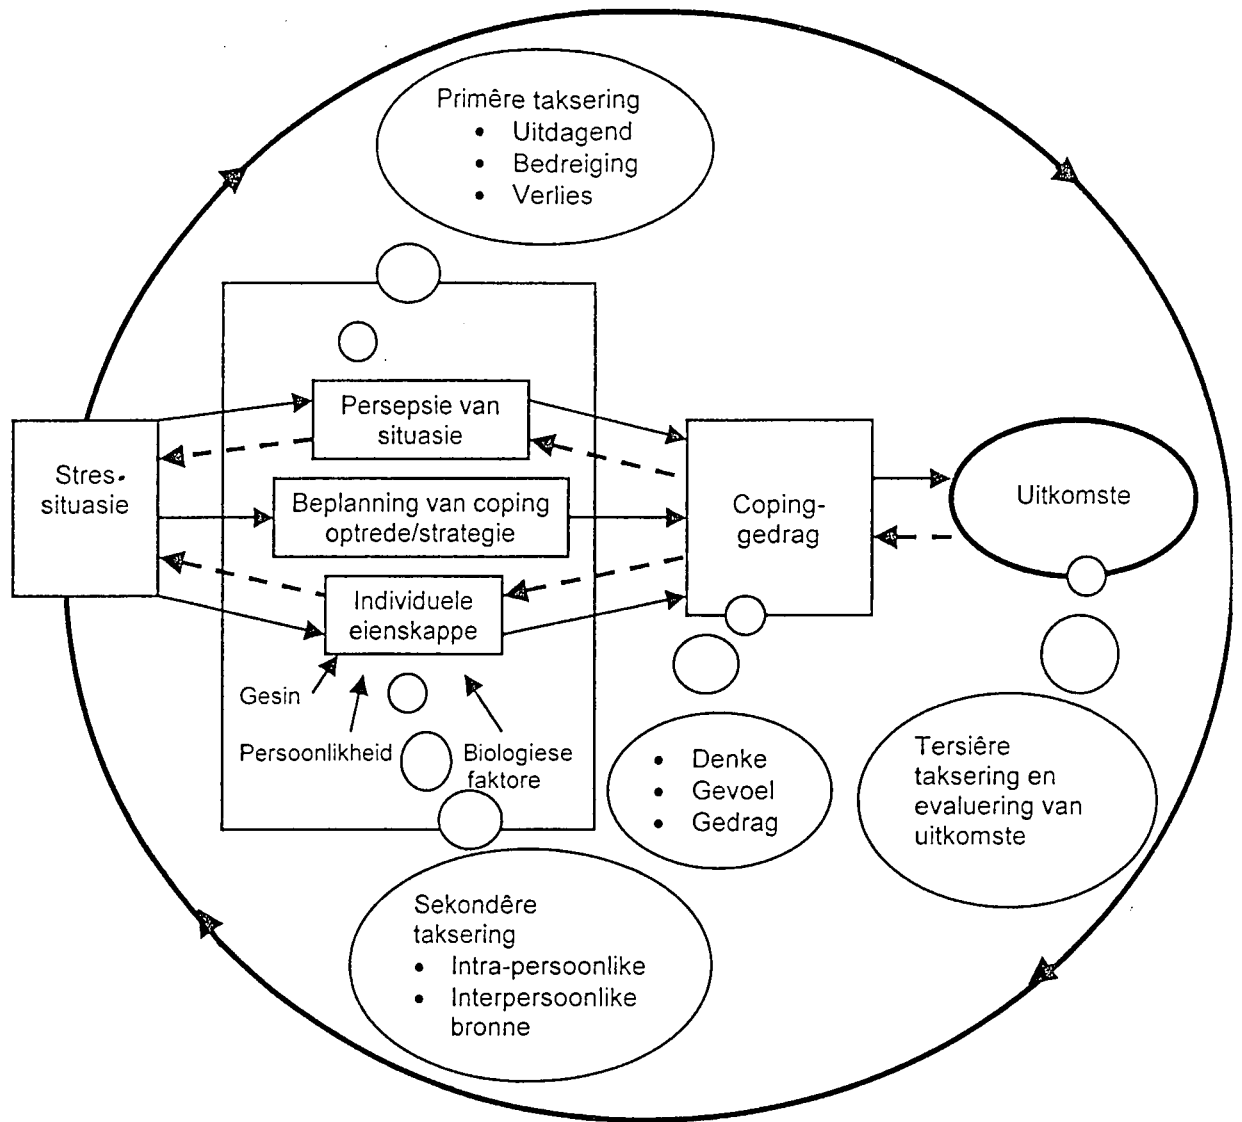 Primêre taksering
• Uitdagend
• Bedreiging
• Verlies
Persepsie van
situasie
Stres-
situasie
Beplanning van coping
optrede/strategie
Coping-
gedrag
Uitkomste
Individuele
eienskappe
Gesin
Persoonlikheid
Biologiese
faktore
• Denke
• Gevoel
• Gedrag
Tersiêre
taksering en
evaluering van
uitkomste
Sekondêre
taksering
• Intra-persoonlike
• Interpersoonlike
bronne